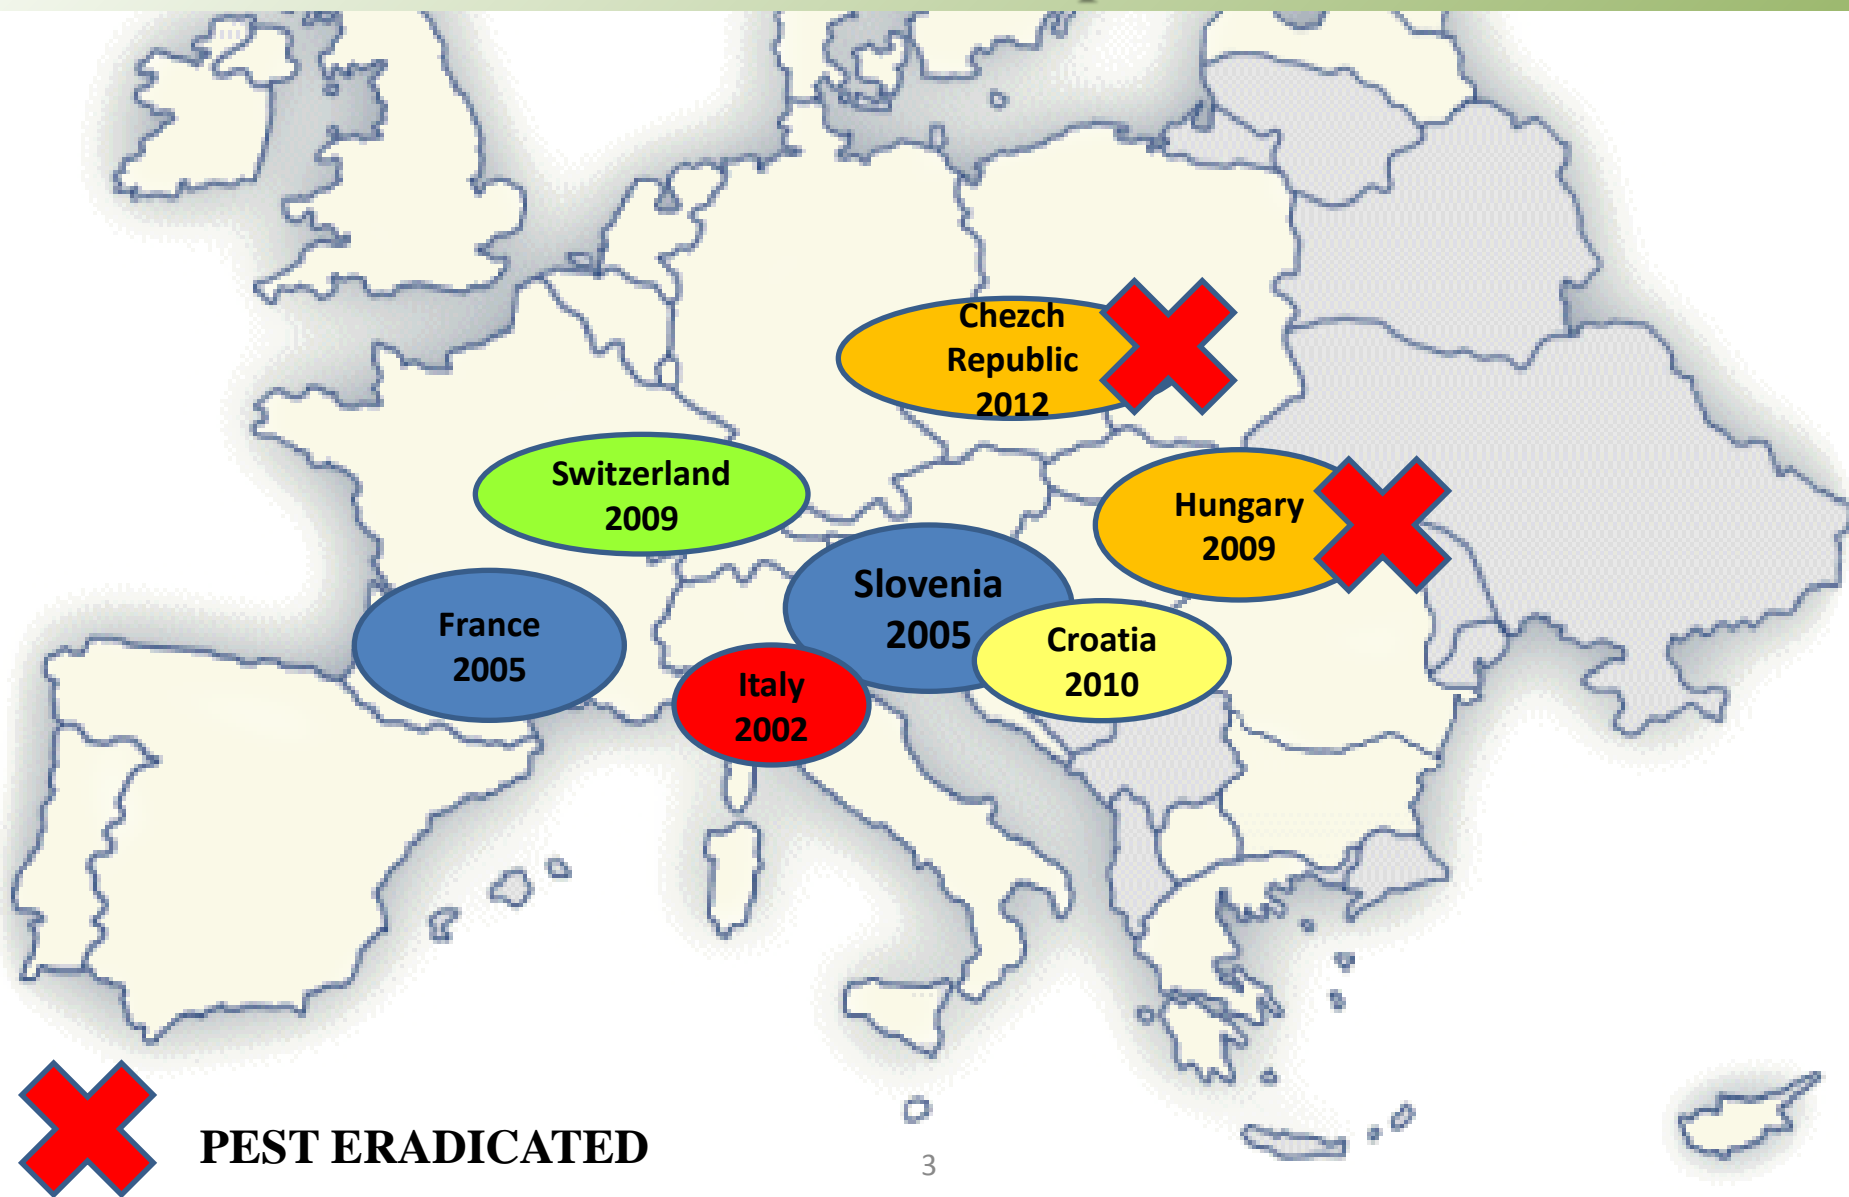 Chezch
Republic
2012
Switzerland
2009
Hungary
2009
Slovenia
2005
France
2005
Croatia
2010
Italy
2002
PEST ERADICATED
3